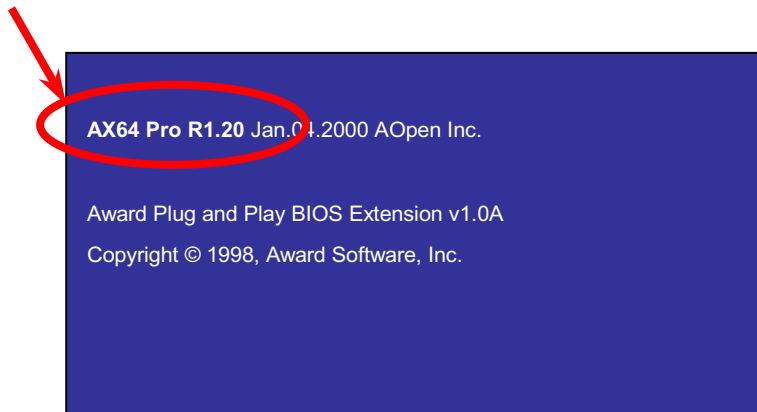 AX64 Pro R1.20 Jan.04.2000 AOpen Inc.
Award Plug and Play BIOS Extension v1.0A
Copyright © 1998, Award Software, Inc.